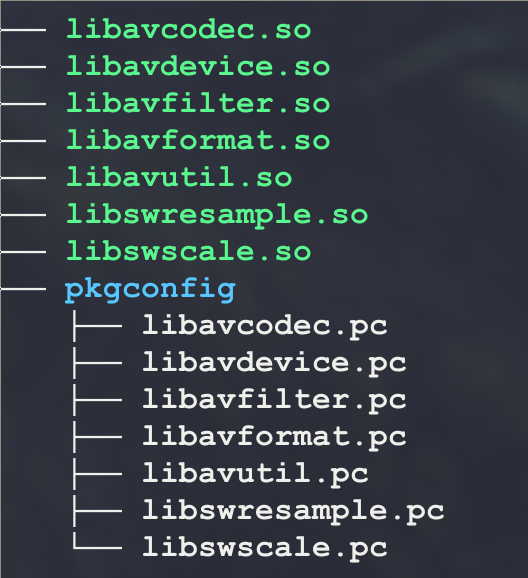 ── libavcodec.so
── libavdevice.so
── libavfilter.so
── libavformat.so
── libavutil.so
── libswresample.so
── libswscale.so
── pkgconfig
    ├── libavcodec.pc
    ├── libavdevice.pc
    ├── libavfilter.pc
    ├── libavformat.pc
    ├── libavutil.pc
    ├── libswresample.pc
    └── libswscale.pc